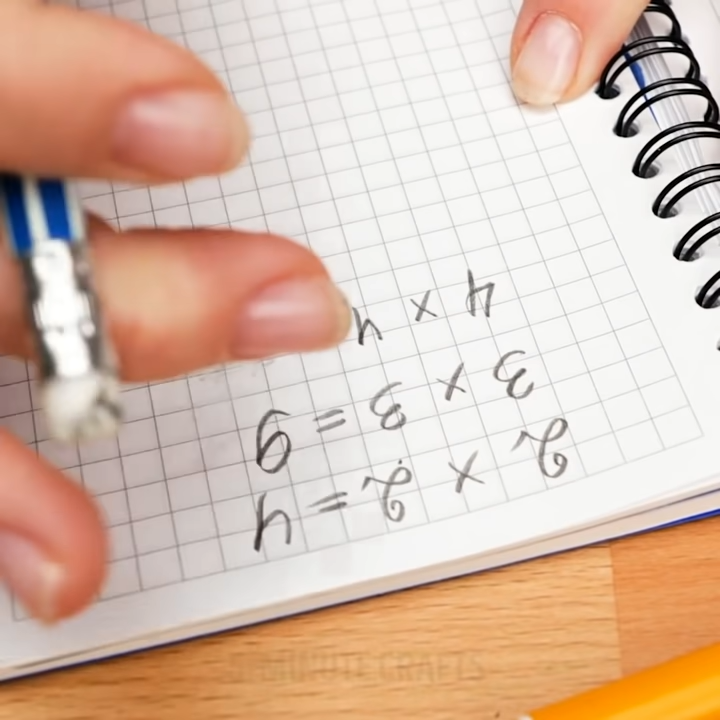 2 × 2 = 4
3 × 3 = 9
4 × 4
5-MINUTE CRAFTS